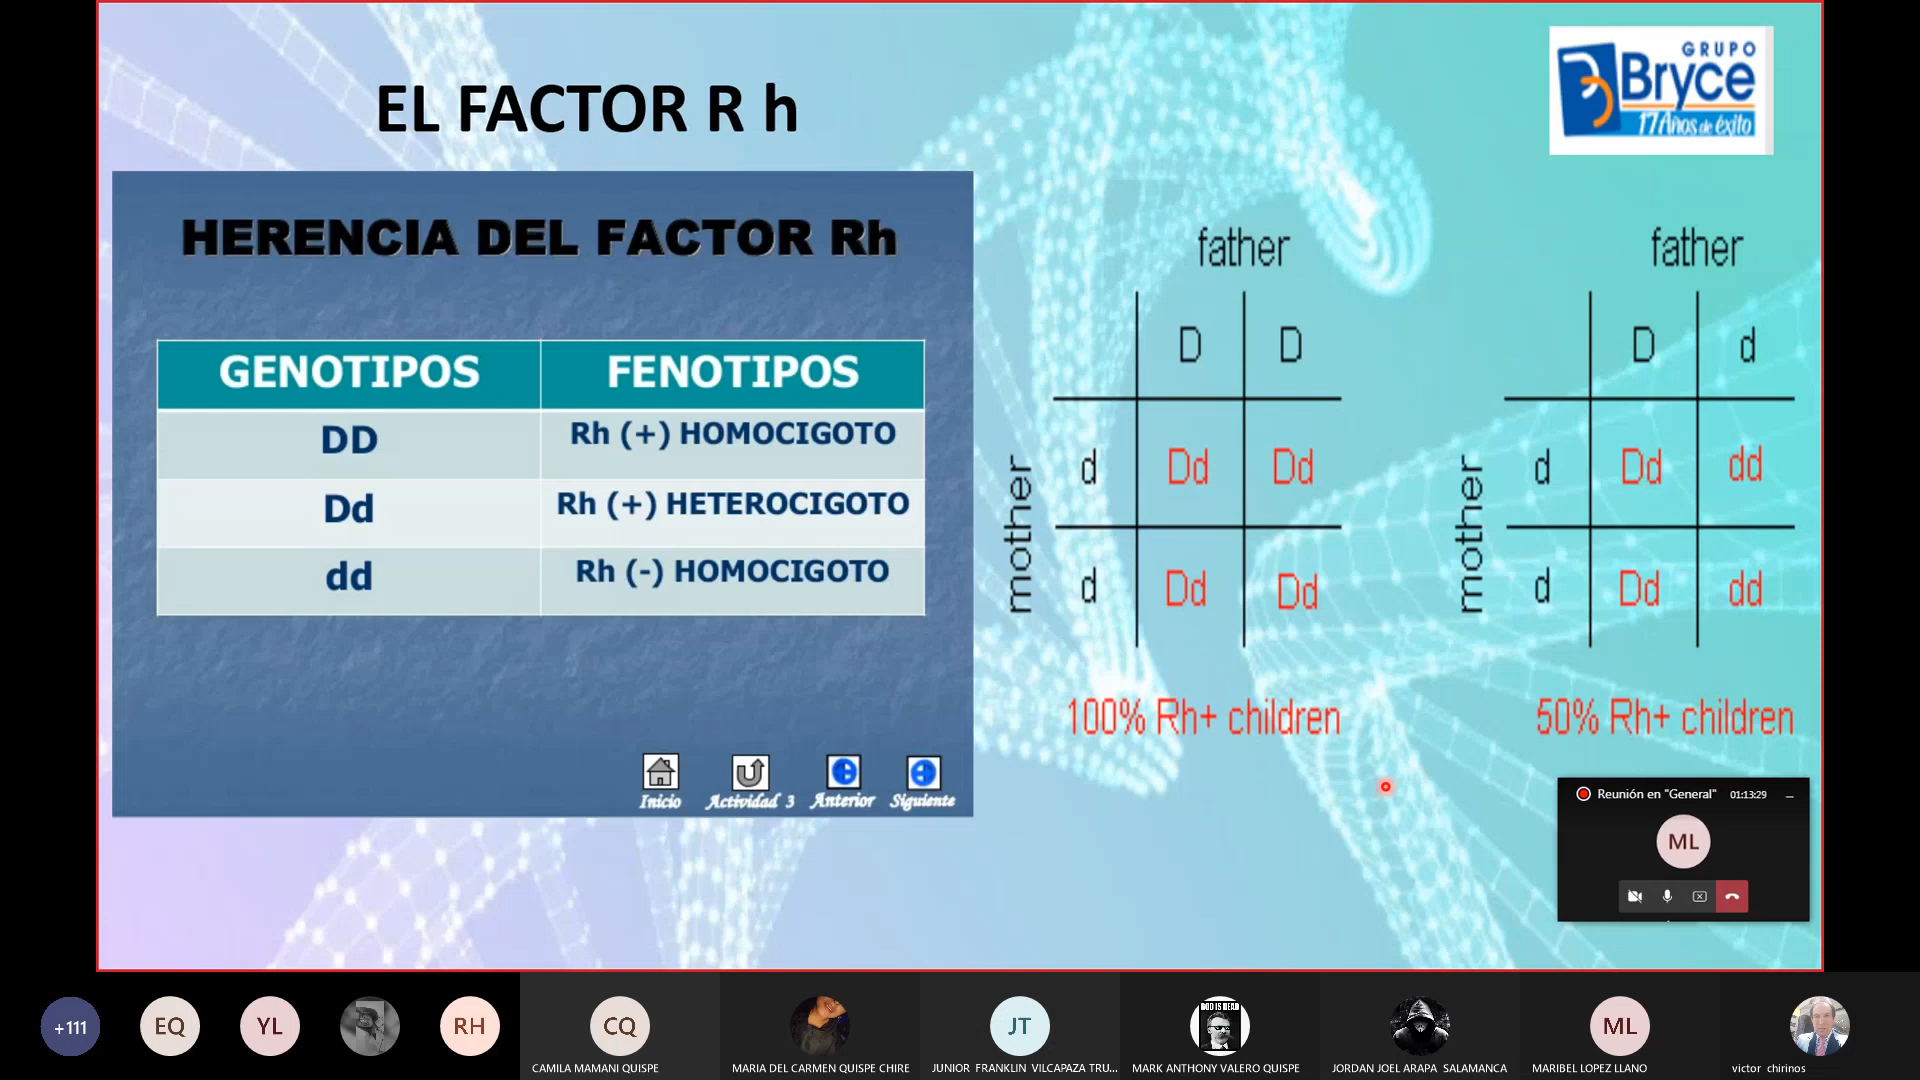 EL FACTOR R h
GRUPO
Bryce
17 Años de éxito
HERENCIA DEL FACTOR Rh
GENOTIPOS FENOTIPOS
DD Rh (+) HOMOCIGOTO
Dd Rh (+) HETEROCIGOTO
dd Rh (-) HOMOCIGOTO
Inicio Actividad 3 Anterior Siguiente
father
D D
mother
d Dd Dd
d Dd Dd
100% Rh+ children
father
D d
mother
d Dd dd
d Dd dd
50% Rh+ children
Reunión en "General" 01:13:29
ML
+111 EQ YL RH CQ JT GOD IS DEAD ML
CAMILA MAMANI QUISPE MARIA DEL CARMEN QUISPE CHIRE JUNIOR FRANKLIN VILCAPAZA TRU... MARK ANTHONY VALERO QUISPE JORDAN JOEL ARAPA SALAMANCA MARIBEL LOPEZ LLANO victor chirinos